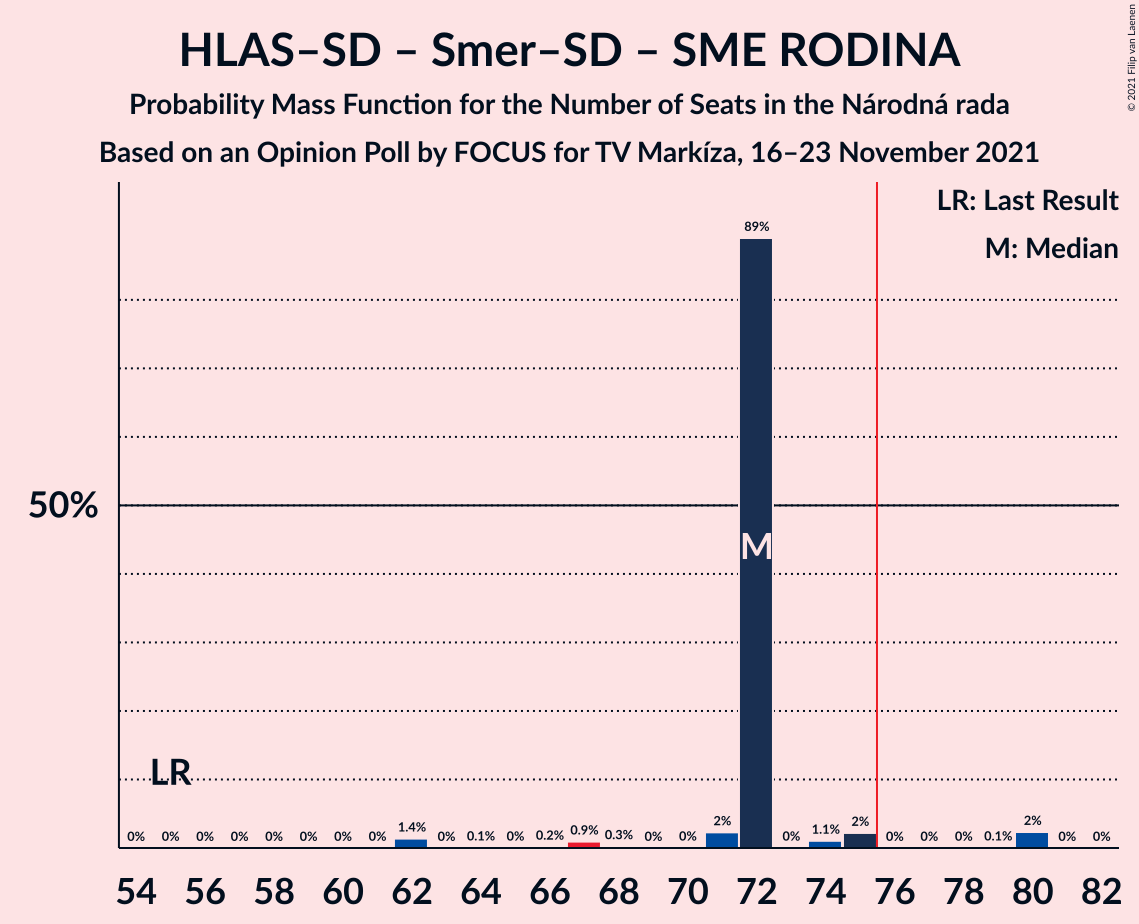 HLAS–SD – Smer–SD – SME RODINA
Probability Mass Function for the Number of Seats in the Národná rada
Based on an Opinion Poll by FOCUS for TV Markíza, 16–23 November 2021
© 2021 Filip van Laenen
LR: Last Result
M: Median
89%
50%
M
LR
0% 0% 0% 0% 0% 0% 0% 0% 1.4% 0% 0.1% 0% 0.2% 0.9% 0.3% 0% 0% 2% 0% 1.1% 2% 0% 0% 0% 0.1% 2% 0% 0%
54 56 58 60 62 64 66 68 70 72 74 76 78 80 82